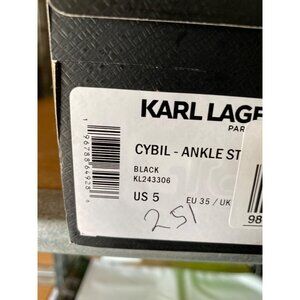 KARL LAGE
PAR
CYBIL - ANKLE ST
BLACK
KL243306
US 5 EU 35 / UK
251
98